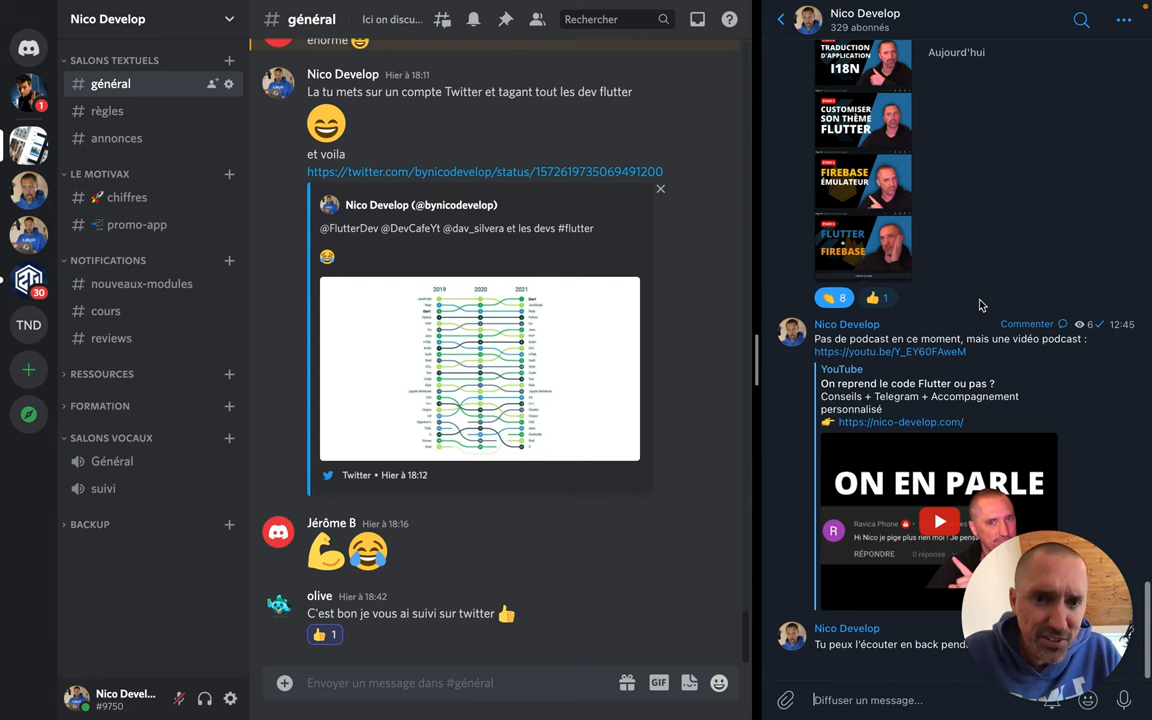 Nico Develop
SALONS TEXTUELS
# général
# règles
# annonces
LE MOTIVAX
# 🚀 chiffres
# promo-app
NOTIFICATIONS
# nouveaux-modules
# cours
# reviews
RESSOURCES
FORMATION
SALONS VOCAUX
Général
suivi
BACKUP
1
30
TND
Nico Devel...
#9750
# général
Ici on discu...
Rechercher
enorme 😄
Nico Develop Hier à 18:11
La tu mets sur un compte Twitter et tagant tout les dev flutter
😄
et voila
https://twitter.com/bynicodevelop/status/1572619735069491200
Nico Develop (@bynicodevelop)
@FlutterDev @DevCafeYt @dav_silvera et les devs #flutter
😂
2019 2020 2021
Twitter • Hier à 18:12
Jérôme B Hier à 18:16
💪😂
olive Hier à 18:42
C'est bon je vous ai suivi sur twitter 👍
👍 1
Envoyer un message dans #général
GIF
Nico Develop
329 abonnés
TRADUCTION
D'APPLICATION
I18N
CUSTOMISER
SON THÈME
FLUTTER
FIREBASE
ÉMULATEUR
FLUTTER
+
FIREBASE
Aujourd'hui
👏 8 👍 1
Nico Develop Commenter 6 12:45
Pas de podcast en ce moment, mais une vidéo podcast :
https://youtu.be/Y_EY60FAweM
YouTube
On reprend le code Flutter ou pas ?
Conseils + Telegram + Accompagnement
personnalisé
👉 https://nico-develop.com/
ON EN PARLE
R
Ravica Phone
Hi Nico je pige plus rien moi ! Je pensa
RÉPONDRE 0 réponse
Nico Develop
Tu peux l'écouter en back pend
Diffuser un message...